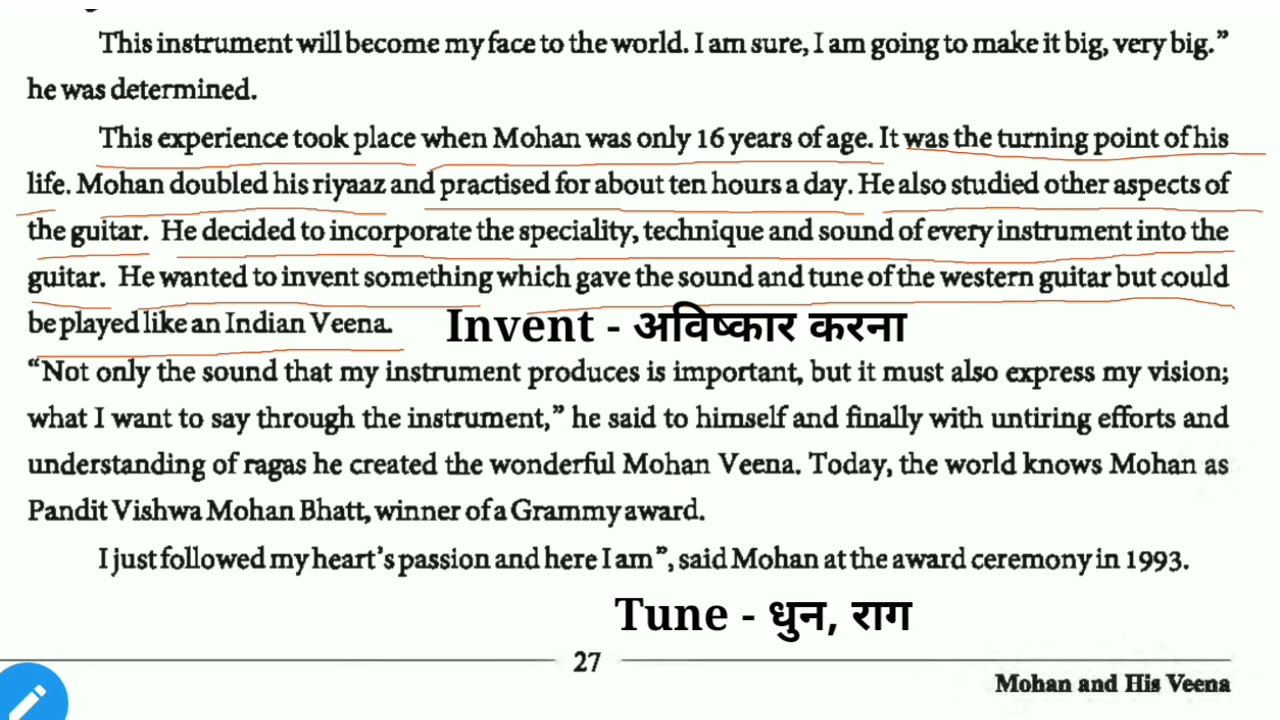 This instrument will become my face to the world. I am sure, I am going to make it big, very big.”
he was determined.
This experience took place when Mohan was only 16 years of age. It was the turning point of his
life. Mohan doubled his riyaaz and practised for about ten hours a day. He also studied other aspects of
the guitar. He decided to incorporate the speciality, technique and sound of every instrument into the
guitar. He wanted to invent something which gave the sound and tune of the western guitar but could
be played like an Indian Veena.
Invent - अविष्कार करना
“Not only the sound that my instrument produces is important, but it must also express my vision;
what I want to say through the instrument,” he said to himself and finally with untiring efforts and
understanding of ragas he created the wonderful Mohan Veena. Today, the world knows Mohan as
Pandit Vishwa Mohan Bhatt, winner of a Grammy award.
I just followed my heart’s passion and here I am”, said Mohan at the award ceremony in 1993.
Tune - धुन, राग
27
Mohan and His Veena